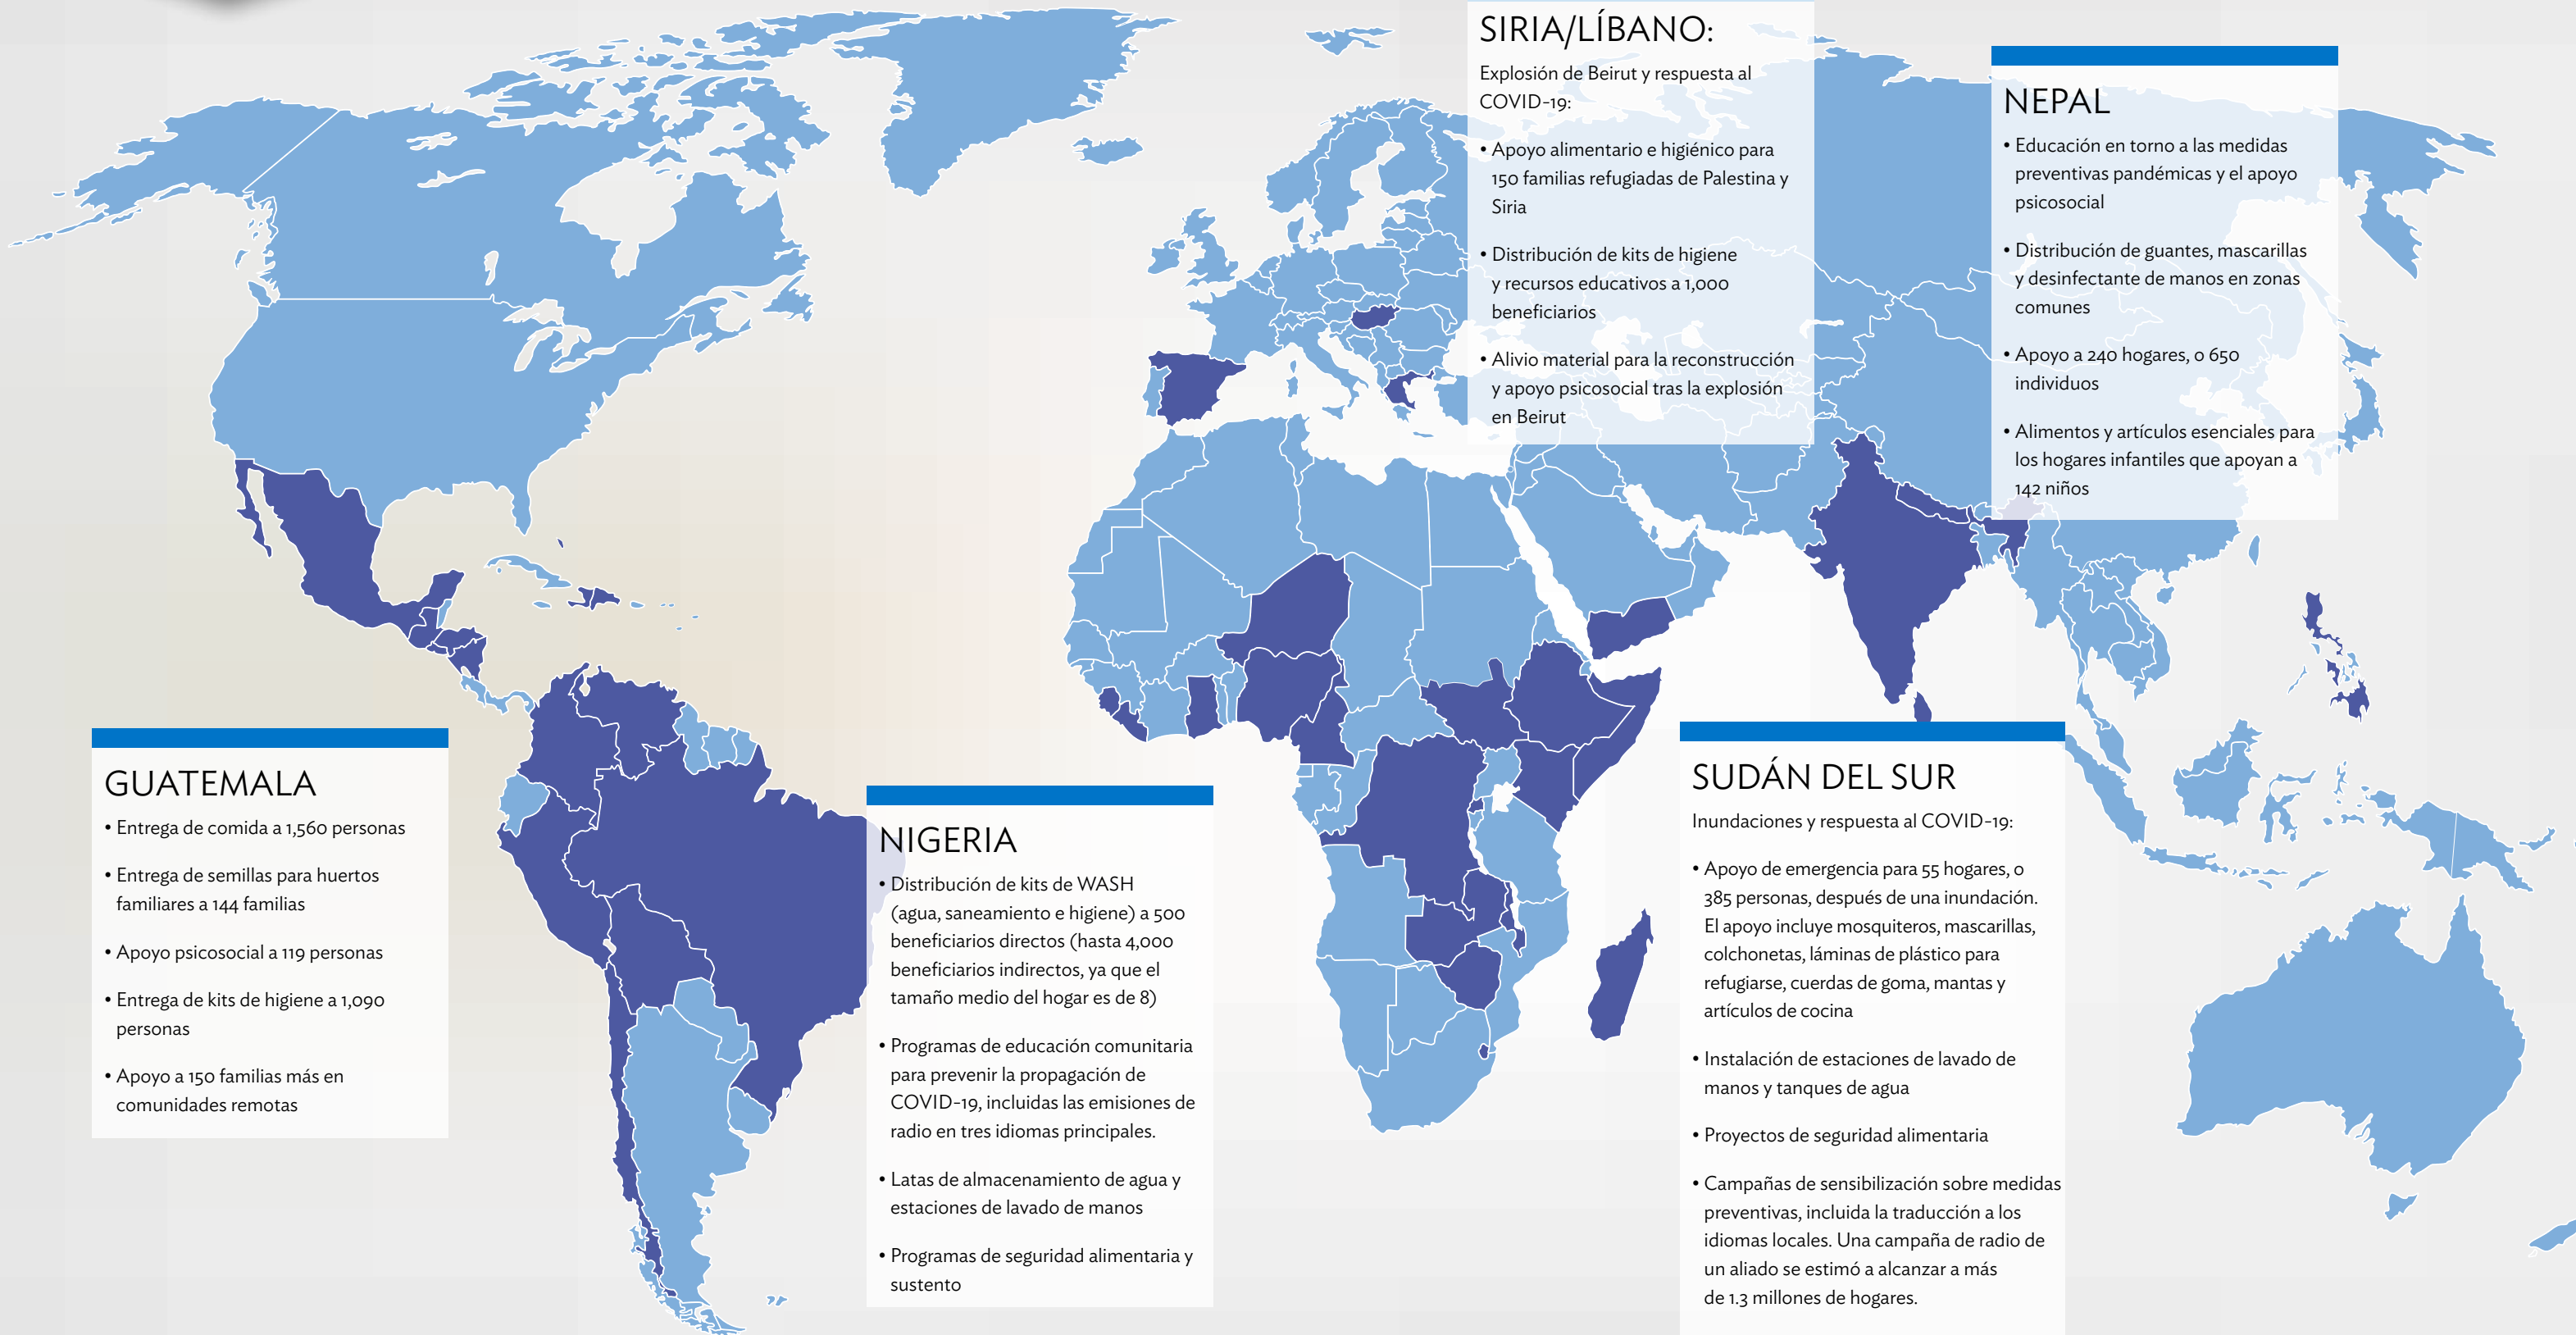 SIRIA/LÍBANO:
Explosión de Beirut y respuesta al
COVID-19:
• Apoyo alimentario e higiénico para
150 familias refugiadas de Palestina y
Siria
• Distribución de kits de higiene
y recursos educativos a 1,000
beneficiarios
• Alivio material para la reconstrucción
y apoyo psicosocial tras la explosión
en Beirut
NEPAL
• Educación en torno a las medidas
preventivas pandémicas y el apoyo
psicosocial
• Distribución de guantes, mascarillas
y desinfectante de manos en zonas
comunes
• Apoyo a 240 hogares, o 650
individuos
• Alimentos y artículos esenciales para
los hogares infantiles que apoyan a
142 niños
GUATEMALA
• Entrega de comida a 1,560 personas
• Entrega de semillas para huertos
familiares a 144 familias
• Apoyo psicosocial a 119 personas
• Entrega de kits de higiene a 1,090
personas
• Apoyo a 150 familias más en
comunidades remotas
NIGERIA
• Distribución de kits de WASH
(agua, saneamiento e higiene) a 500
beneficiarios directos (hasta 4,000
beneficiarios indirectos, ya que el
tamaño medio del hogar es de 8)
• Programas de educación comunitaria
para prevenir la propagación de
COVID-19, incluidas las emisiones de
radio en tres idiomas principales.
• Latas de almacenamiento de agua y
estaciones de lavado de manos
• Programas de seguridad alimentaria y
sustento
SUDÁN DEL SUR
Inundaciones y respuesta al COVID-19:
• Apoyo de emergencia para 55 hogares, o
385 personas, después de una inundación.
El apoyo incluye mosquiteros, mascarillas,
colchonetas, láminas de plástico para
refugiarse, cuerdas de goma, mantas y
artículos de cocina
• Instalación de estaciones de lavado de
manos y tanques de agua
• Proyectos de seguridad alimentaria
• Campañas de sensibilización sobre medidas
preventivas, incluida la traducción a los
idiomas locales. Una campaña de radio de
un aliado se estimó a alcanzar a más
de 1.3 millones de hogares.